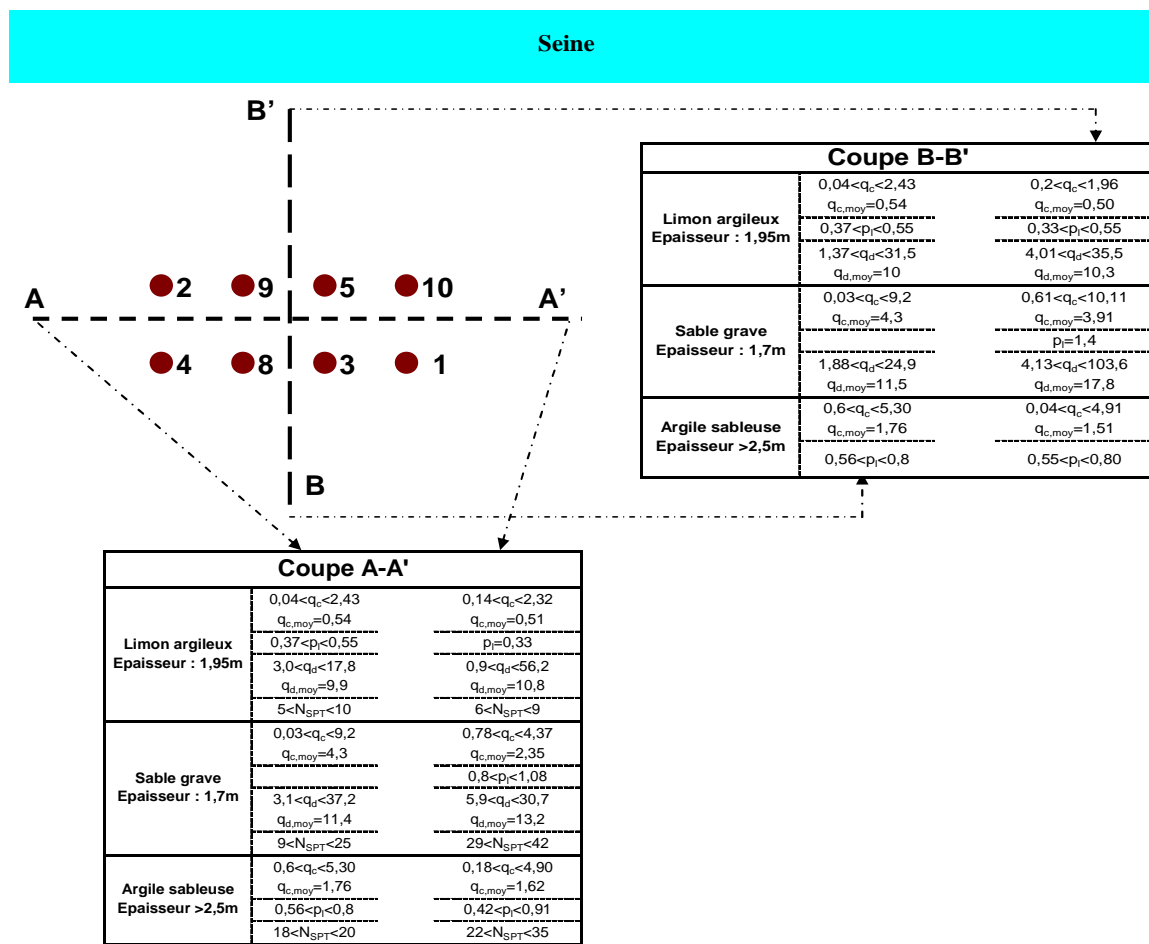 Seine
B’
2 9 5 10
A A’
4 8 3 1
B
Coupe B-B'
Limon argileux
Epaisseur : 1,95m
0,04<qc<2,43 0,2<qc<1,96
qc,moy=0,54 qc,moy=0,50
0,37<pl<0,55 0,33<pl<0,55
1,37<qd<31,5 4,01<qd<35,5
qd,moy=10 qd,moy=10,3
Sable grave
Epaisseur : 1,7m
0,03<qc<9,2 0,61<qc<10,11
qc,moy=4,3 qc,moy=3,91
pl=1,4
1,88<qd<24,9 4,13<qd<103,6
qd,moy=11,5 qd,moy=17,8
Argile sableuse
Epaisseur >2,5m
0,6<qc<5,30 0,04<qc<4,91
qc,moy=1,76 qc,moy=1,51
0,56<pl<0,8 0,55<pl<0,80
Coupe A-A'
Limon argileux
Epaisseur : 1,95m
0,04<qc<2,43 0,14<qc<2,32
qc,moy=0,54 qc,moy=0,51
0,37<pl<0,55 pl=0,33
3,0<qd<17,8 0,9<qd<56,2
qd,moy=9,9 qd,moy=10,8
5<NSPT<10 6<NSPT<9
Sable grave
Epaisseur : 1,7m
0,03<qc<9,2 0,78<qc<4,37
qc,moy=4,3 qc,moy=2,35
0,8<pl<1,08
3,1<qd<37,2 5,9<qd<30,7
qd,moy=11,4 qd,moy=13,2
9<NSPT<25 29<NSPT<42
Argile sableuse
Epaisseur >2,5m
0,6<qc<5,30 0,18<qc<4,90
qc,moy=1,76 qc,moy=1,62
0,56<pl<0,8 0,42<pl<0,91
18<NSPT<20 22<NSPT<35